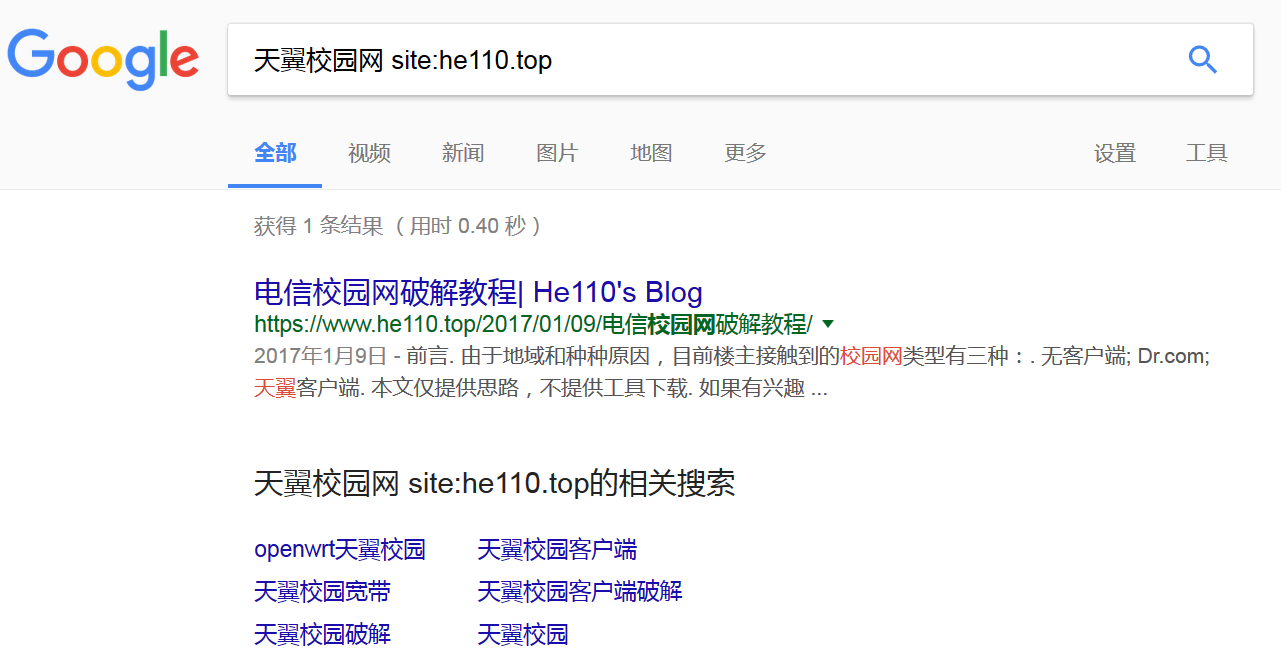 Google
天翼校园网 site:he110.top
全部 视频 新闻 图片 地图 更多 设置 工具
获得 1 条结果 （用时 0.40 秒）
电信校园网破解教程| He110's Blog
https://www.he110.top/2017/01/09/电信校园网破解教程/
2017年1月9日 - 前言. 由于地域和种种原因，目前楼主接触到的校园网类型有三种：. 无客户端; Dr.com;
天翼客户端. 本文仅提供思路，不提供工具下载. 如果有兴趣 ...
天翼校园网 site:he110.top的相关搜索
openwrt天翼校园 天翼校园客户端
天翼校园宽带 天翼校园客户端破解
天翼校园破解 天翼校园